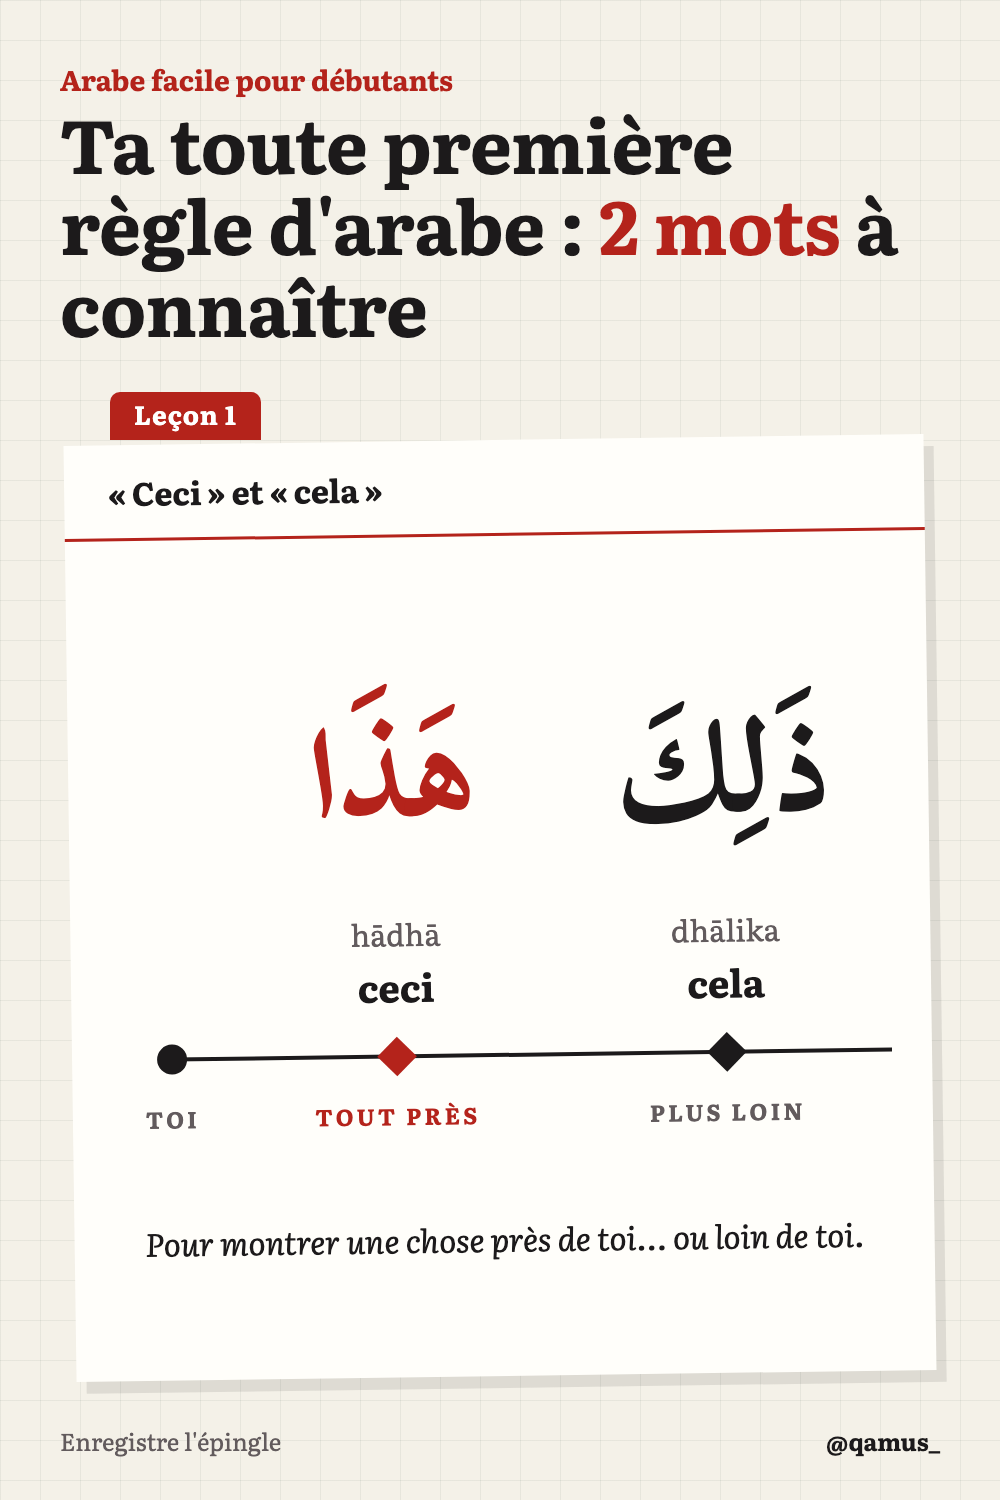 Arabe facile pour débutants
Ta toute première
règle d'arabe : 2 mots à
connaître
Leçon 1
« Ceci » et « cela »
هَذَا
ذَلِكَ
hādhā
dhālika
ceci
cela
TOI
TOUT PRÈS
PLUS LOIN
Pour montrer une chose près de toi... ou loin de toi.
Enregistre l'épingle
@qamus_